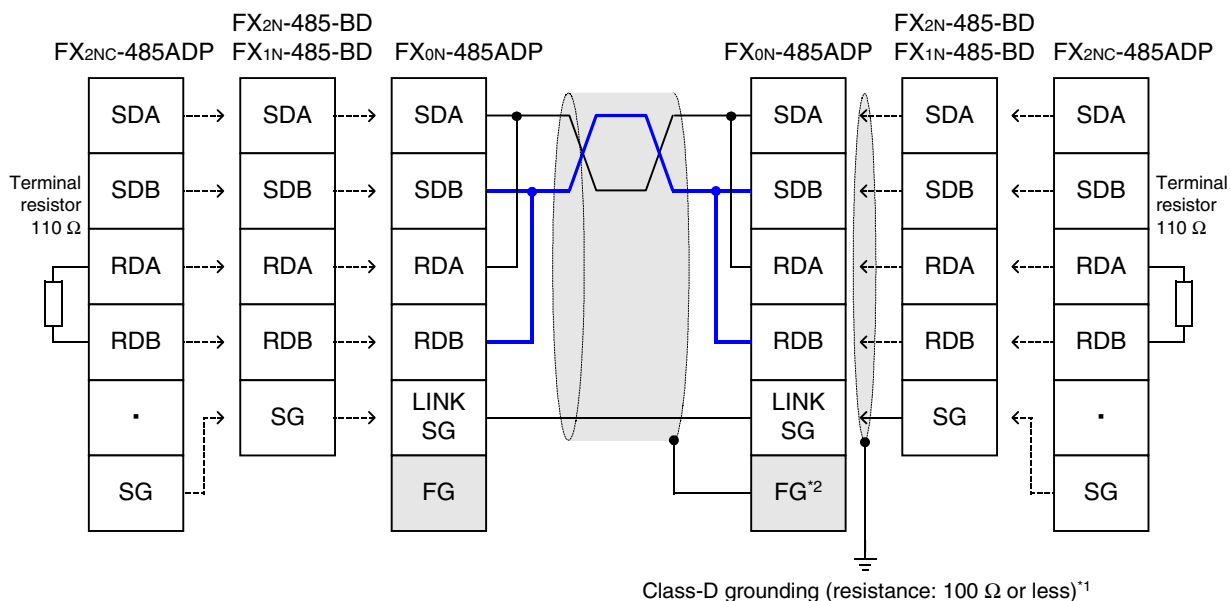 FX2N-485-BD
FX2NC-485ADP FX1N-485-BD FX0N-485ADP
FX2N-485-BD
FX0N-485ADP FX1N-485-BD FX2NC-485ADP
SDA SDA SDA SDA SDA SDA
SDB SDB SDB SDB SDB SDB
Terminal
resistor
110 Ω
Terminal
resistor
110 Ω
RDA RDA RDA RDA RDA RDA
RDB RDB RDB RDB RDB RDB
. SG LINK
SG
LINK
SG
SG .
SG FG FG*2 SG
Class-D grounding (resistance: 100 Ω or less)*1